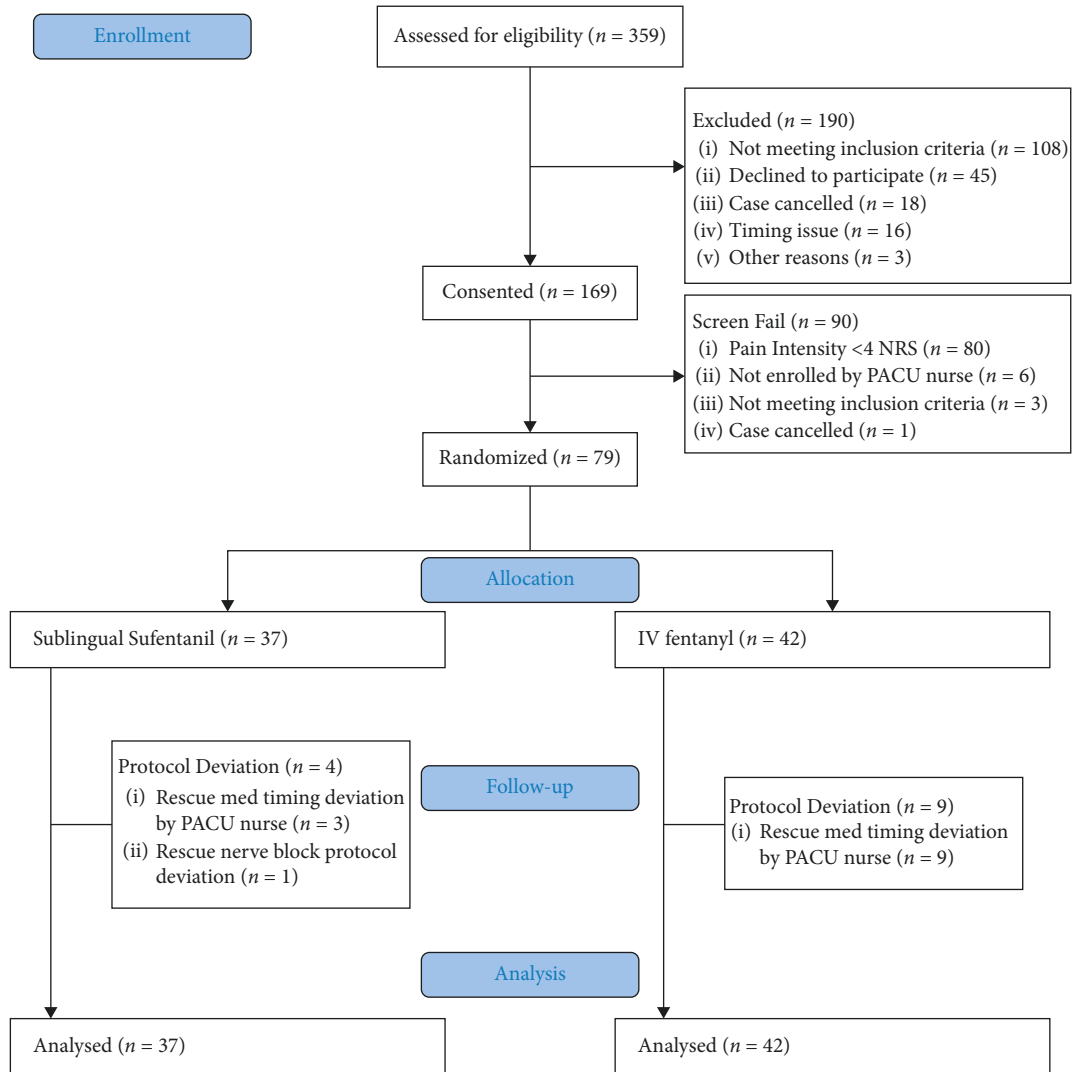 Enrollment
Assessed for eligibility (n = 359)
Excluded (n = 190)
(i) Not meeting inclusion criteria (n = 108)
(ii) Declined to participate (n = 45)
(iii) Case cancelled (n = 18)
(iv) Timing issue (n = 16)
(v) Other reasons (n = 3)
Consented (n = 169)
Screen Fail (n = 90)
(i) Pain Intensity <4 NRS (n = 80)
(ii) Not enrolled by PACU nurse (n = 6)
(iii) Not meeting inclusion criteria (n = 3)
(iv) Case cancelled (n = 1)
Randomized (n = 79)
Allocation
Sublingual Sufentanil (n = 37)
IV fentanyl (n = 42)
Protocol Deviation (n = 4)
(i) Rescue med timing deviation
by PACU nurse (n = 3)
(ii) Rescue nerve block protocol
deviation (n = 1)
Follow-up
Protocol Deviation (n = 9)
(i) Rescue med timing deviation
by PACU nurse (n = 9)
Analysis
Analysed (n = 37)
Analysed (n = 42)